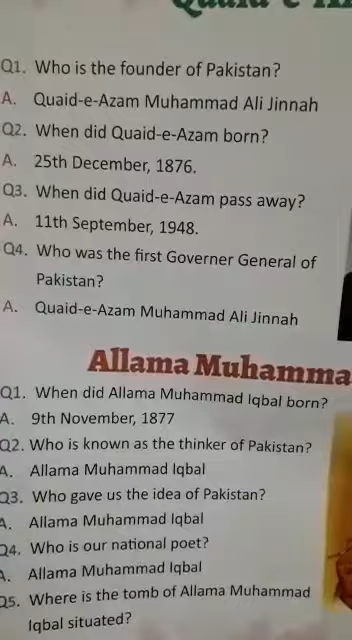 Quaid-e-
Q1. Who is the founder of Pakistan?
A. Quaid-e-Azam Muhammad Ali Jinnah
Q2. When did Quaid-e-Azam born?
A. 25th December, 1876.
Q3. When did Quaid-e-Azam pass away?
A. 11th September, 1948.
Q4. Who was the first Governer General of
Pakistan?
A. Quaid-e-Azam Muhammad Ali Jinnah
Allama Muhamma
Q1. When did Allama Muhammad Iqbal born?
A. 9th November, 1877
Q2. Who is known as the thinker of Pakistan?
A. Allama Muhammad Iqbal
Q3. Who gave us the idea of Pakistan?
A. Allama Muhammad Iqbal
Q4. Who is our national poet?
A. Allama Muhammad Iqbal
Q5. Where is the tomb of Allama Muhammad
Iqbal situated?